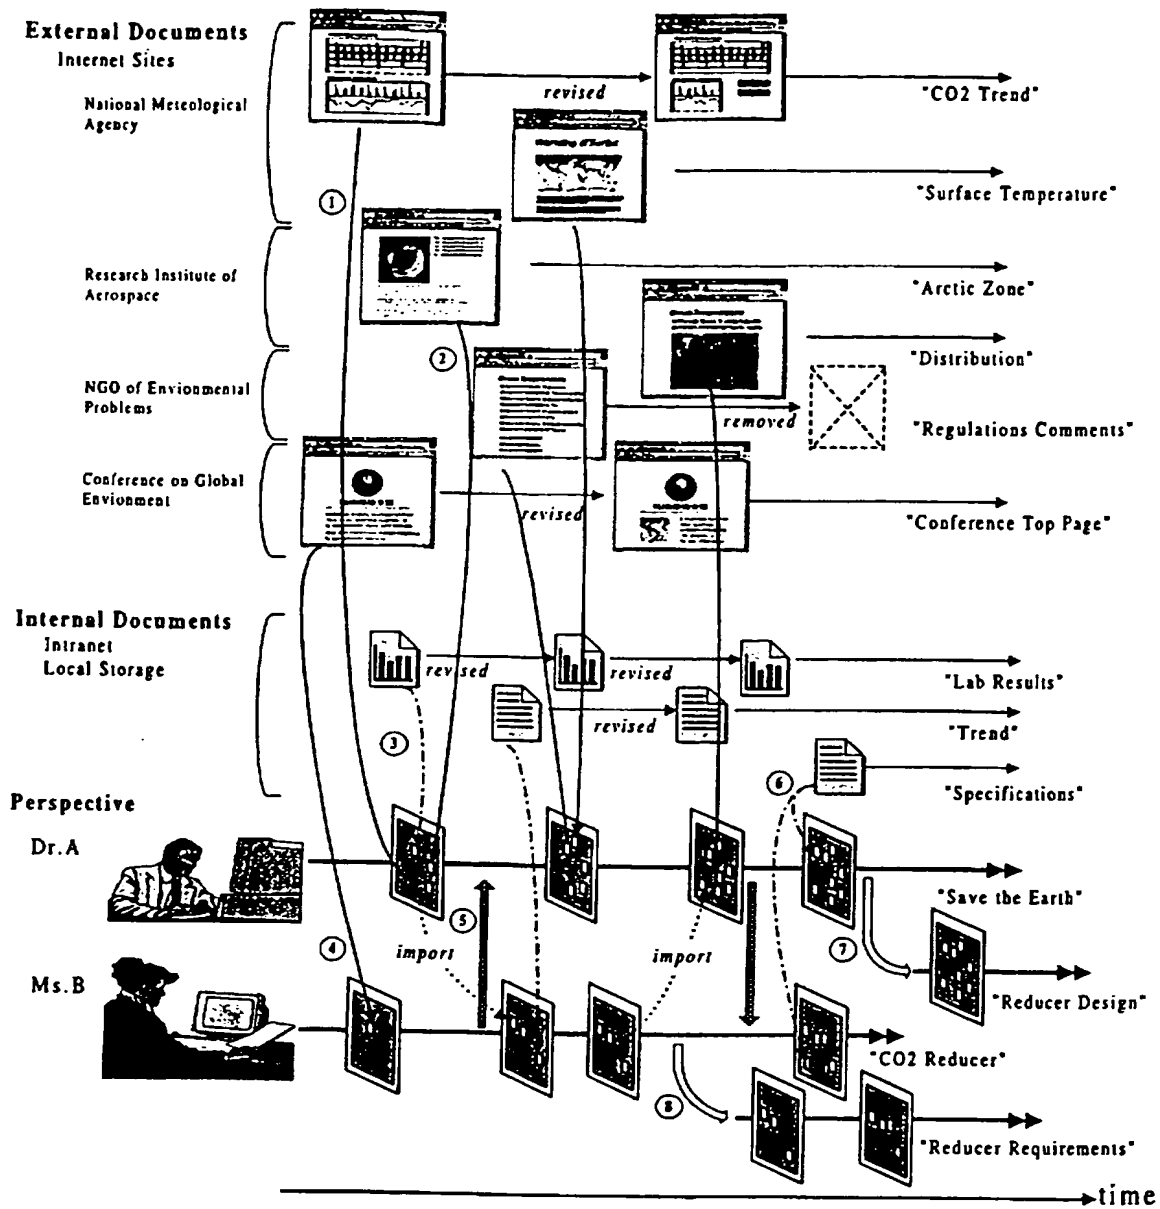 External Documents
Internet Sites
National Meteological
Agency
revised
"CO2 Trend"
"Surface Temperature"
1
Research Institute of
Aerospace
"Arctic Zone"
2
"Distribution"
NGO of Envionmental
Problems
removed
"Regulations Comments"
Conference on Global
Envionment
revised
"Conference Top Page"
Internal Documents
Intranet
Local Storage
revised
revised
"Lab Results"
revised
"Trend"
3
6
"Specifications"
Perspective
Dr.A
"Save the Earth"
4
5
import
import
7
Ms.B
"Reducer Design"
"CO2 Reducer"
8
"Reducer Requirements"
time